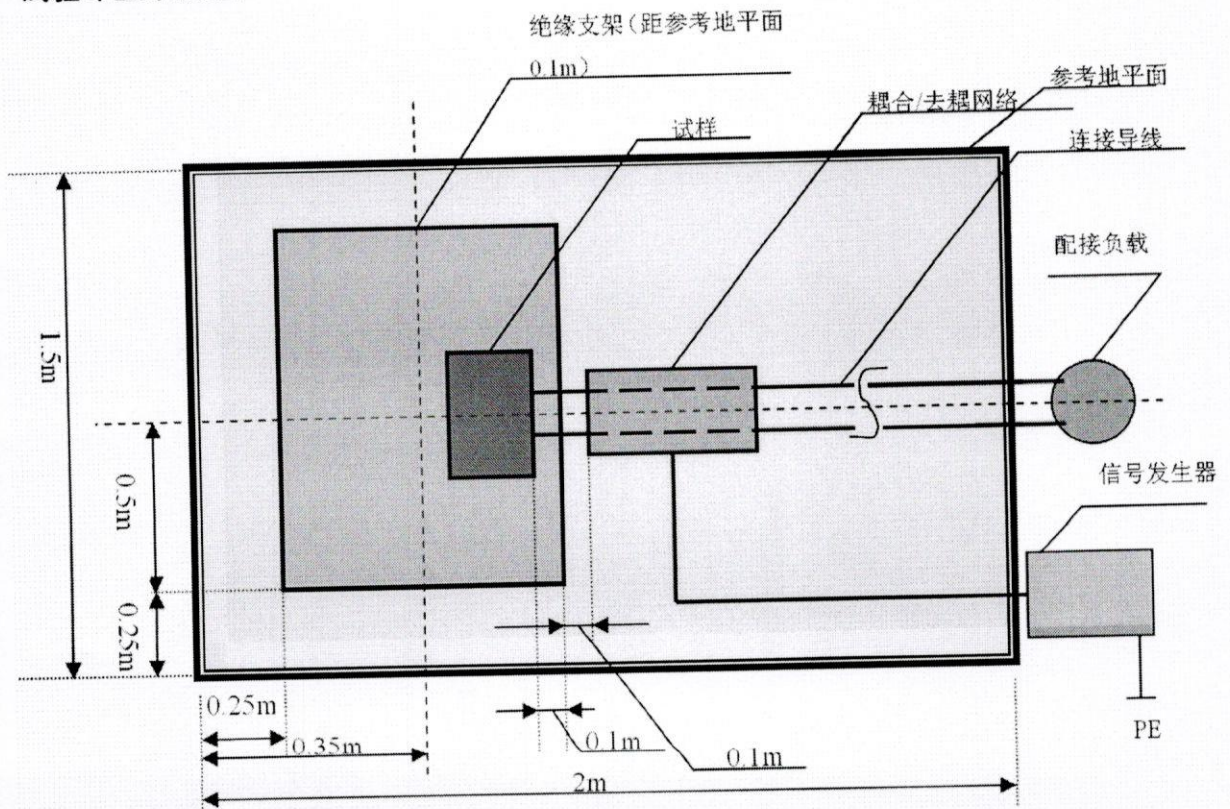 绝缘支架(距参考地平面
0.1m)
参考地平面
耦合/去耦网络
试样
连接导线
配接负载
1.5m
信号发生器
0.5m
0.25m
0.25m
0.35m
0.1m
0.1m
PE
2m